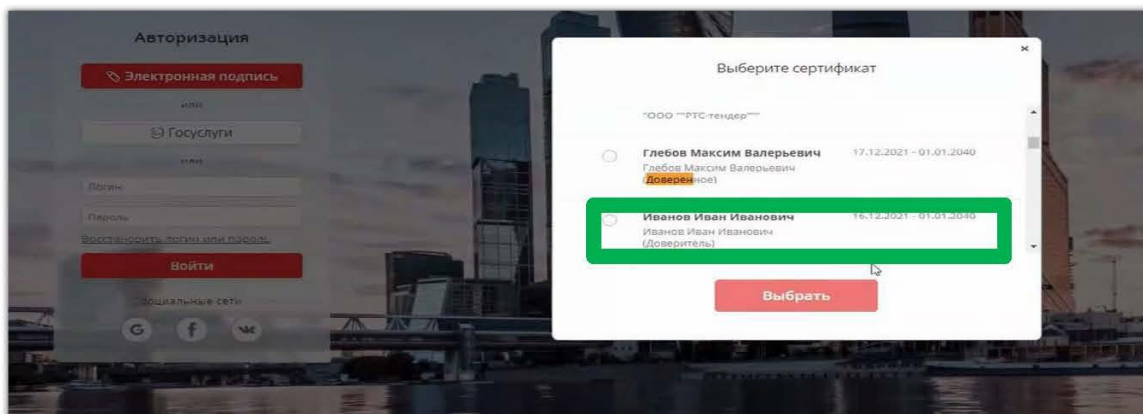 Авторизация
Электронная подпись
или
Госуслуги
или
Логин
Пароль
Восстановить логин или пароль
Войти
социальные сети
G f
Выберите сертификат
"ООО ""РТС-тендер"""
Глебов Максим Валерьевич 17.12.2021 - 01.01.2040
Глебов Максим Валерьевич
(Доверенное)
Иванов Иван Иванович 16.12.2021 - 01.01.2040
Иванов Иван Иванович
(Доверитель)
Выбрать